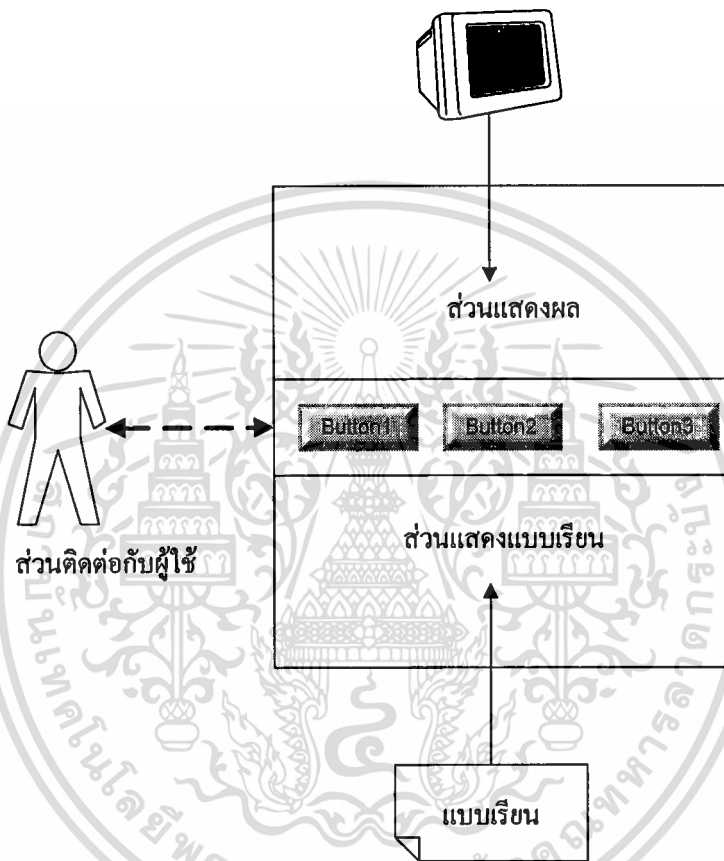 ส่วนแสดงผล
Button1 Button2 Button3
ส่วนติดต่อกับผู้ใช้
ส่วนแสดงแบบเรียน
แบบเรียน